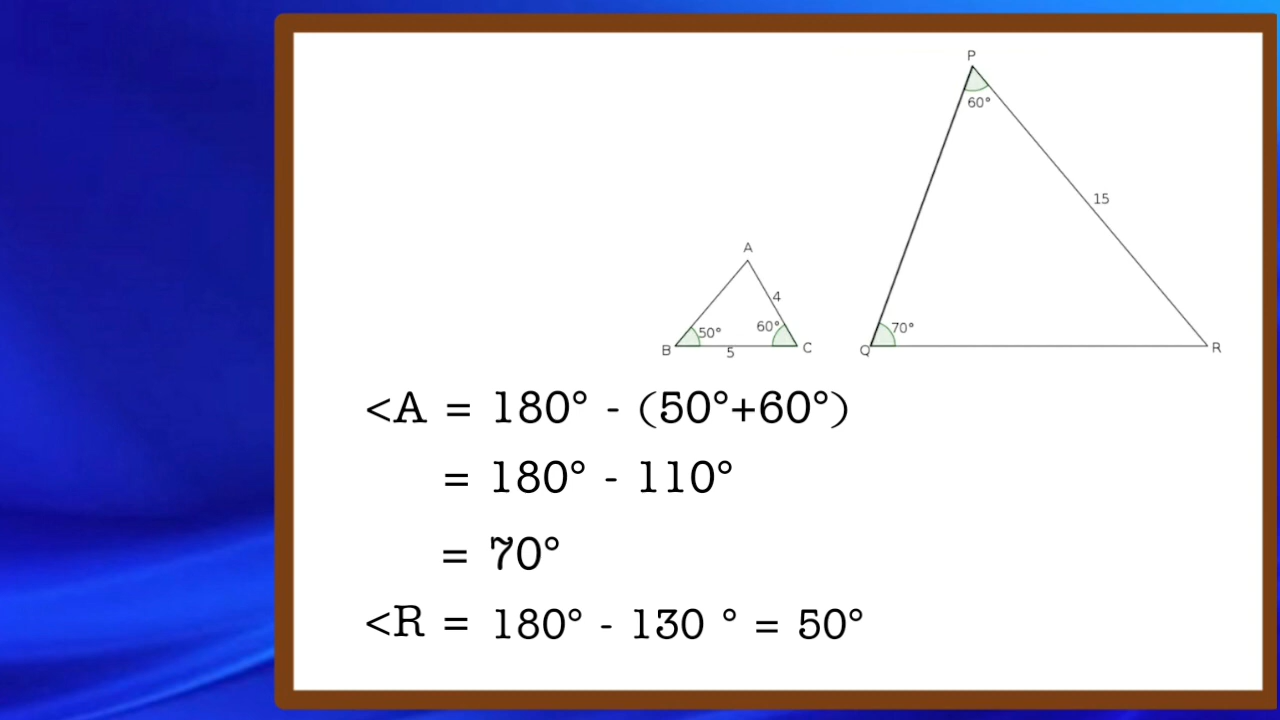 P
60°
15
A
4
50°
60°
70°
B
5
C
Q
R
<A = 180° - (50°+60°)
= 180° - 110°
= 70°
<R = 180° - 130 ° = 50°